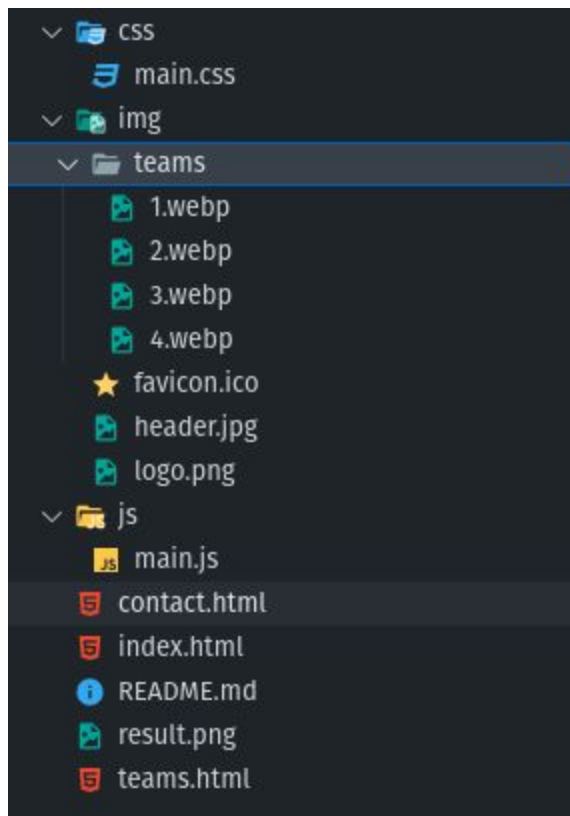 css
main.css
img
teams
1.webp
2.webp
3.webp
4.webp
favicon.ico
header.jpg
logo.png
js
JS main.js
contact.html
index.html
README.md
result.png
teams.html